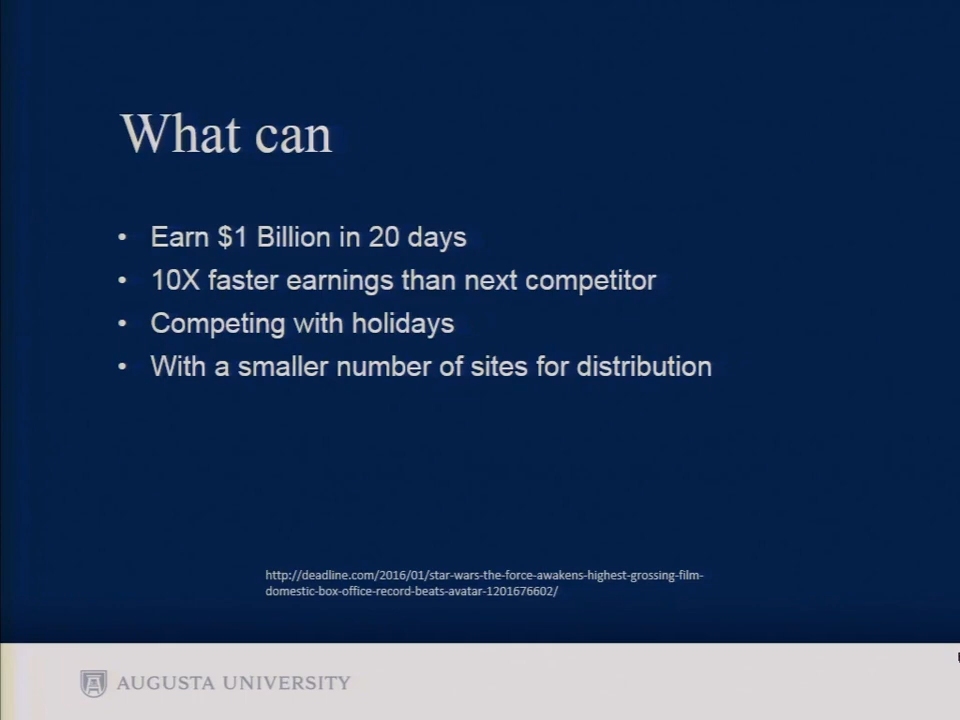 What can
• Earn $1 Billion in 20 days
• 10X faster earnings than next competitor
• Competing with holidays
• With a smaller number of sites for distribution
http://deadline.com/2016/01/star-wars-the-force-awakens-highest-grossing-film-
domestic-box-office-record-beats-avatar-1201676602/
AUGUSTA UNIVERSITY